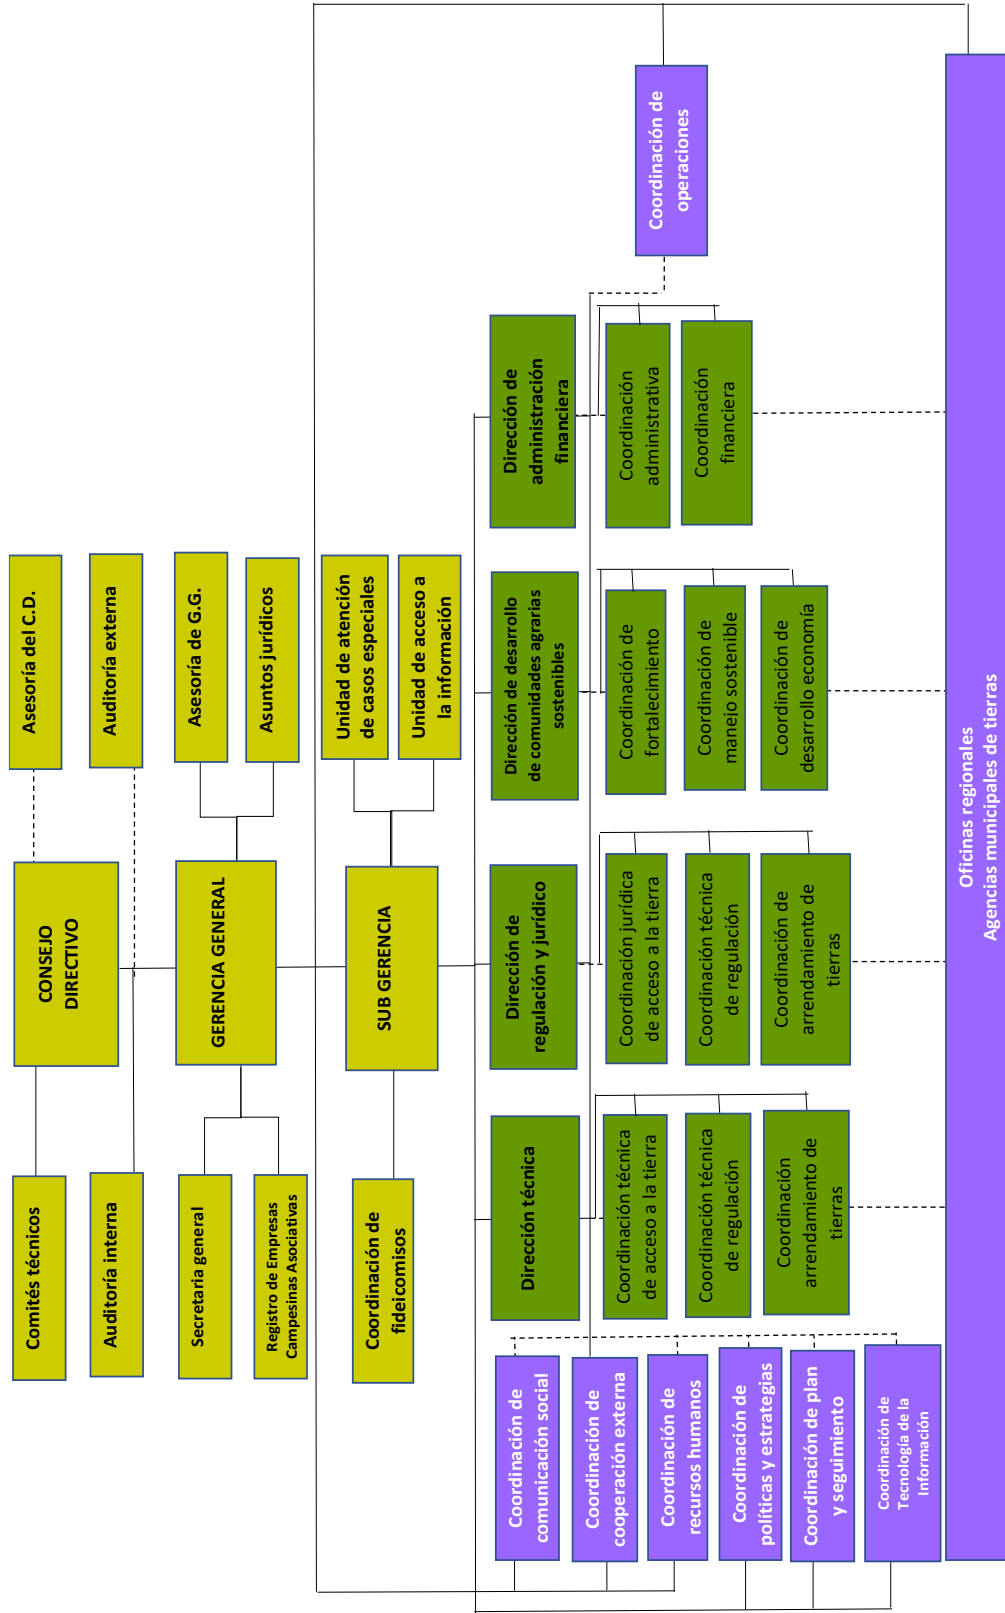 Comités técnicos
CONSEJO
DIRECTIVO
Asesoría del C.D.
Auditoría interna
Auditoría externa
Secretaria general
GERENCIA GENERAL
Asesoría de G.G.
Registro de Empresas
Campesinas Asociativas
Asuntos jurídicos
Coordinación de
fideicomisos
SUB GERENCIA
Unidad de atención
de casos especiales
Unidad de acceso a
la información
Coordinación de
comunicación social
Coordinación de
cooperación externa
Coordinación de
recursos humanos
Coordinación de
políticas y estrategias
Coordinación de plan
y seguimiento
Coordinación de
Tecnología de la
Información
Dirección técnica
Coordinación técnica
de acceso a la tierra
Coordinación técnica
de regulación
Coordinación
arrendamiento de
tierras
Dirección de
regulación y jurídico
Coordinación jurídica
de acceso a la tierra
Coordinación técnica
de regulación
Coordinación de
arrendamiento de
tierras
Dirección de desarrollo
de comunidades agrarias
sostenibles
Coordinación de
fortalecimiento
Coordinación de
manejo sostenible
Coordinación de
desarrollo economía
Dirección de
administración
financiera
Coordinación
administrativa
Coordinación
financiera
Coordinación de
operaciones
Oficinas regionales
Agencias municipales de tierras